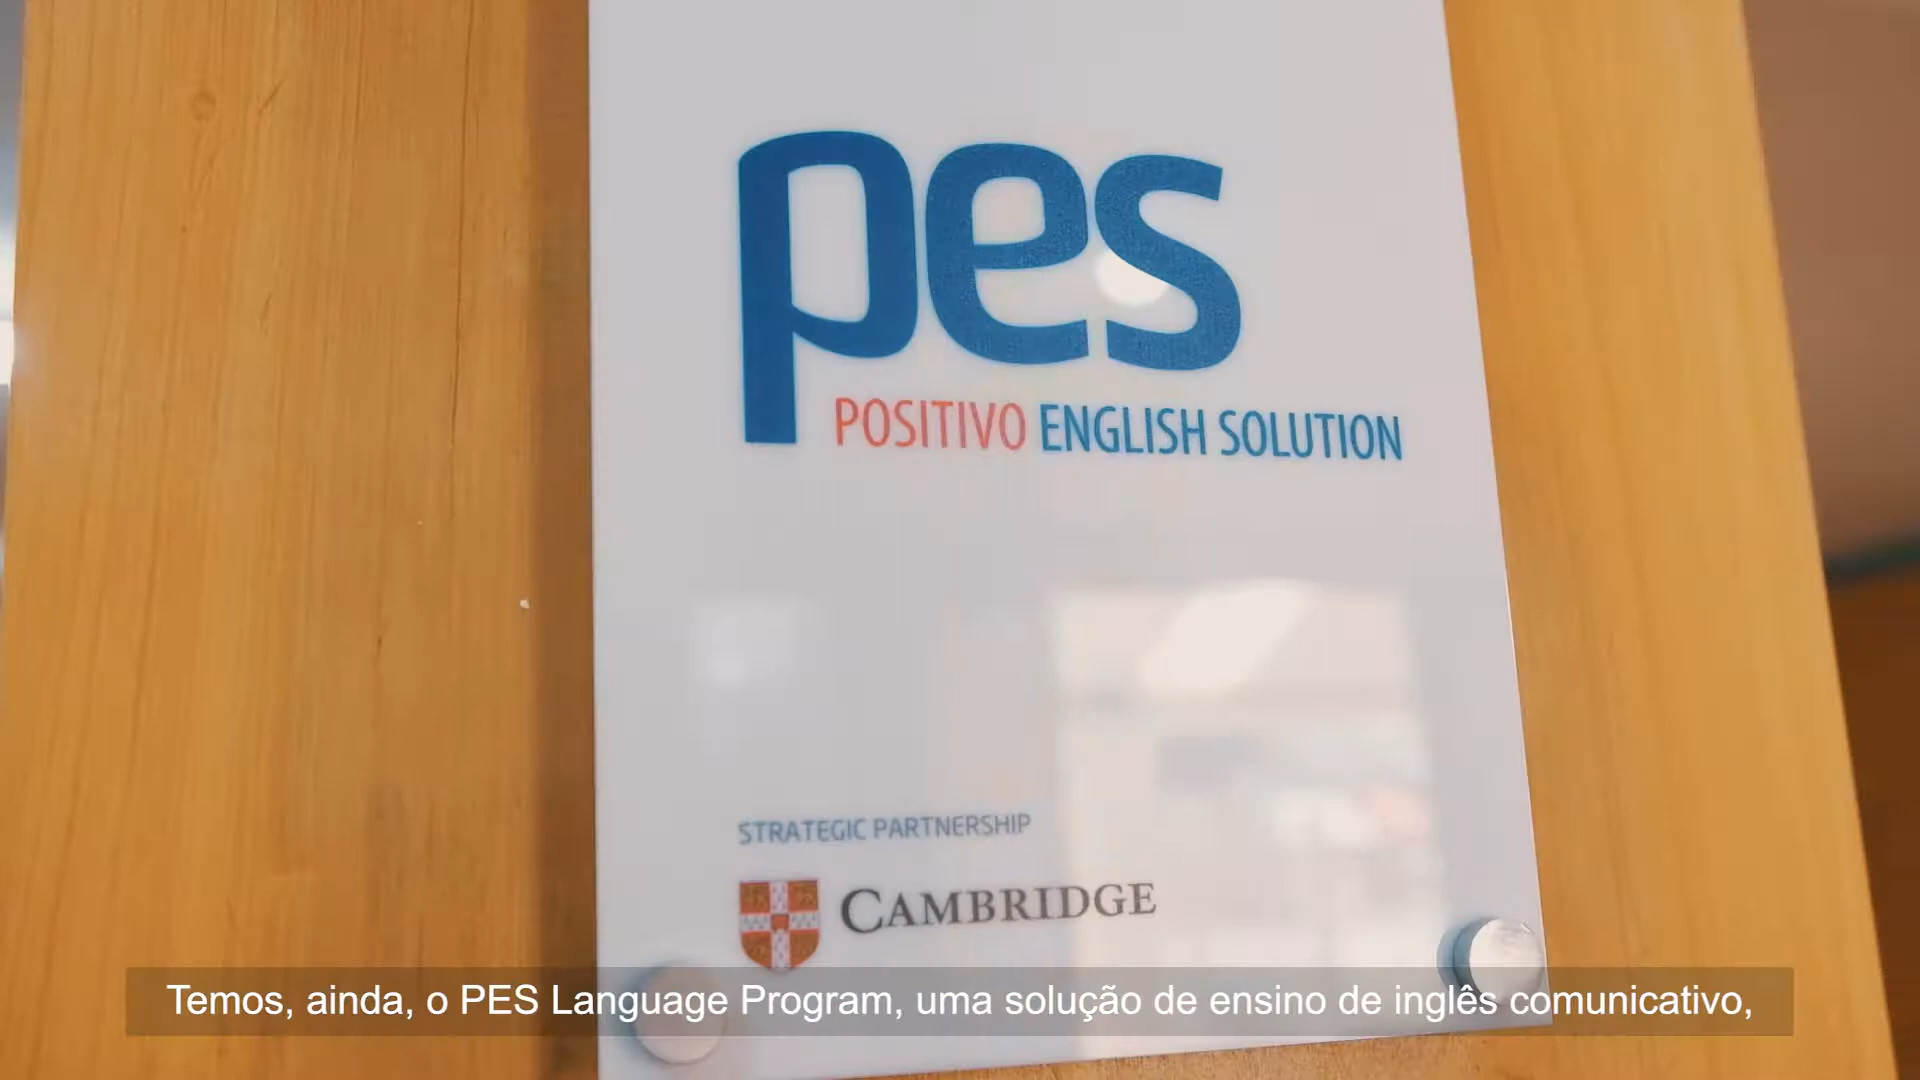 pes
POSITIVO ENGLISH SOLUTION
STRATEGIC PARTNERSHIP
CAMBRIDGE
Temos, ainda, o PES Language Program, uma solução de ensino de inglês comunicativo,